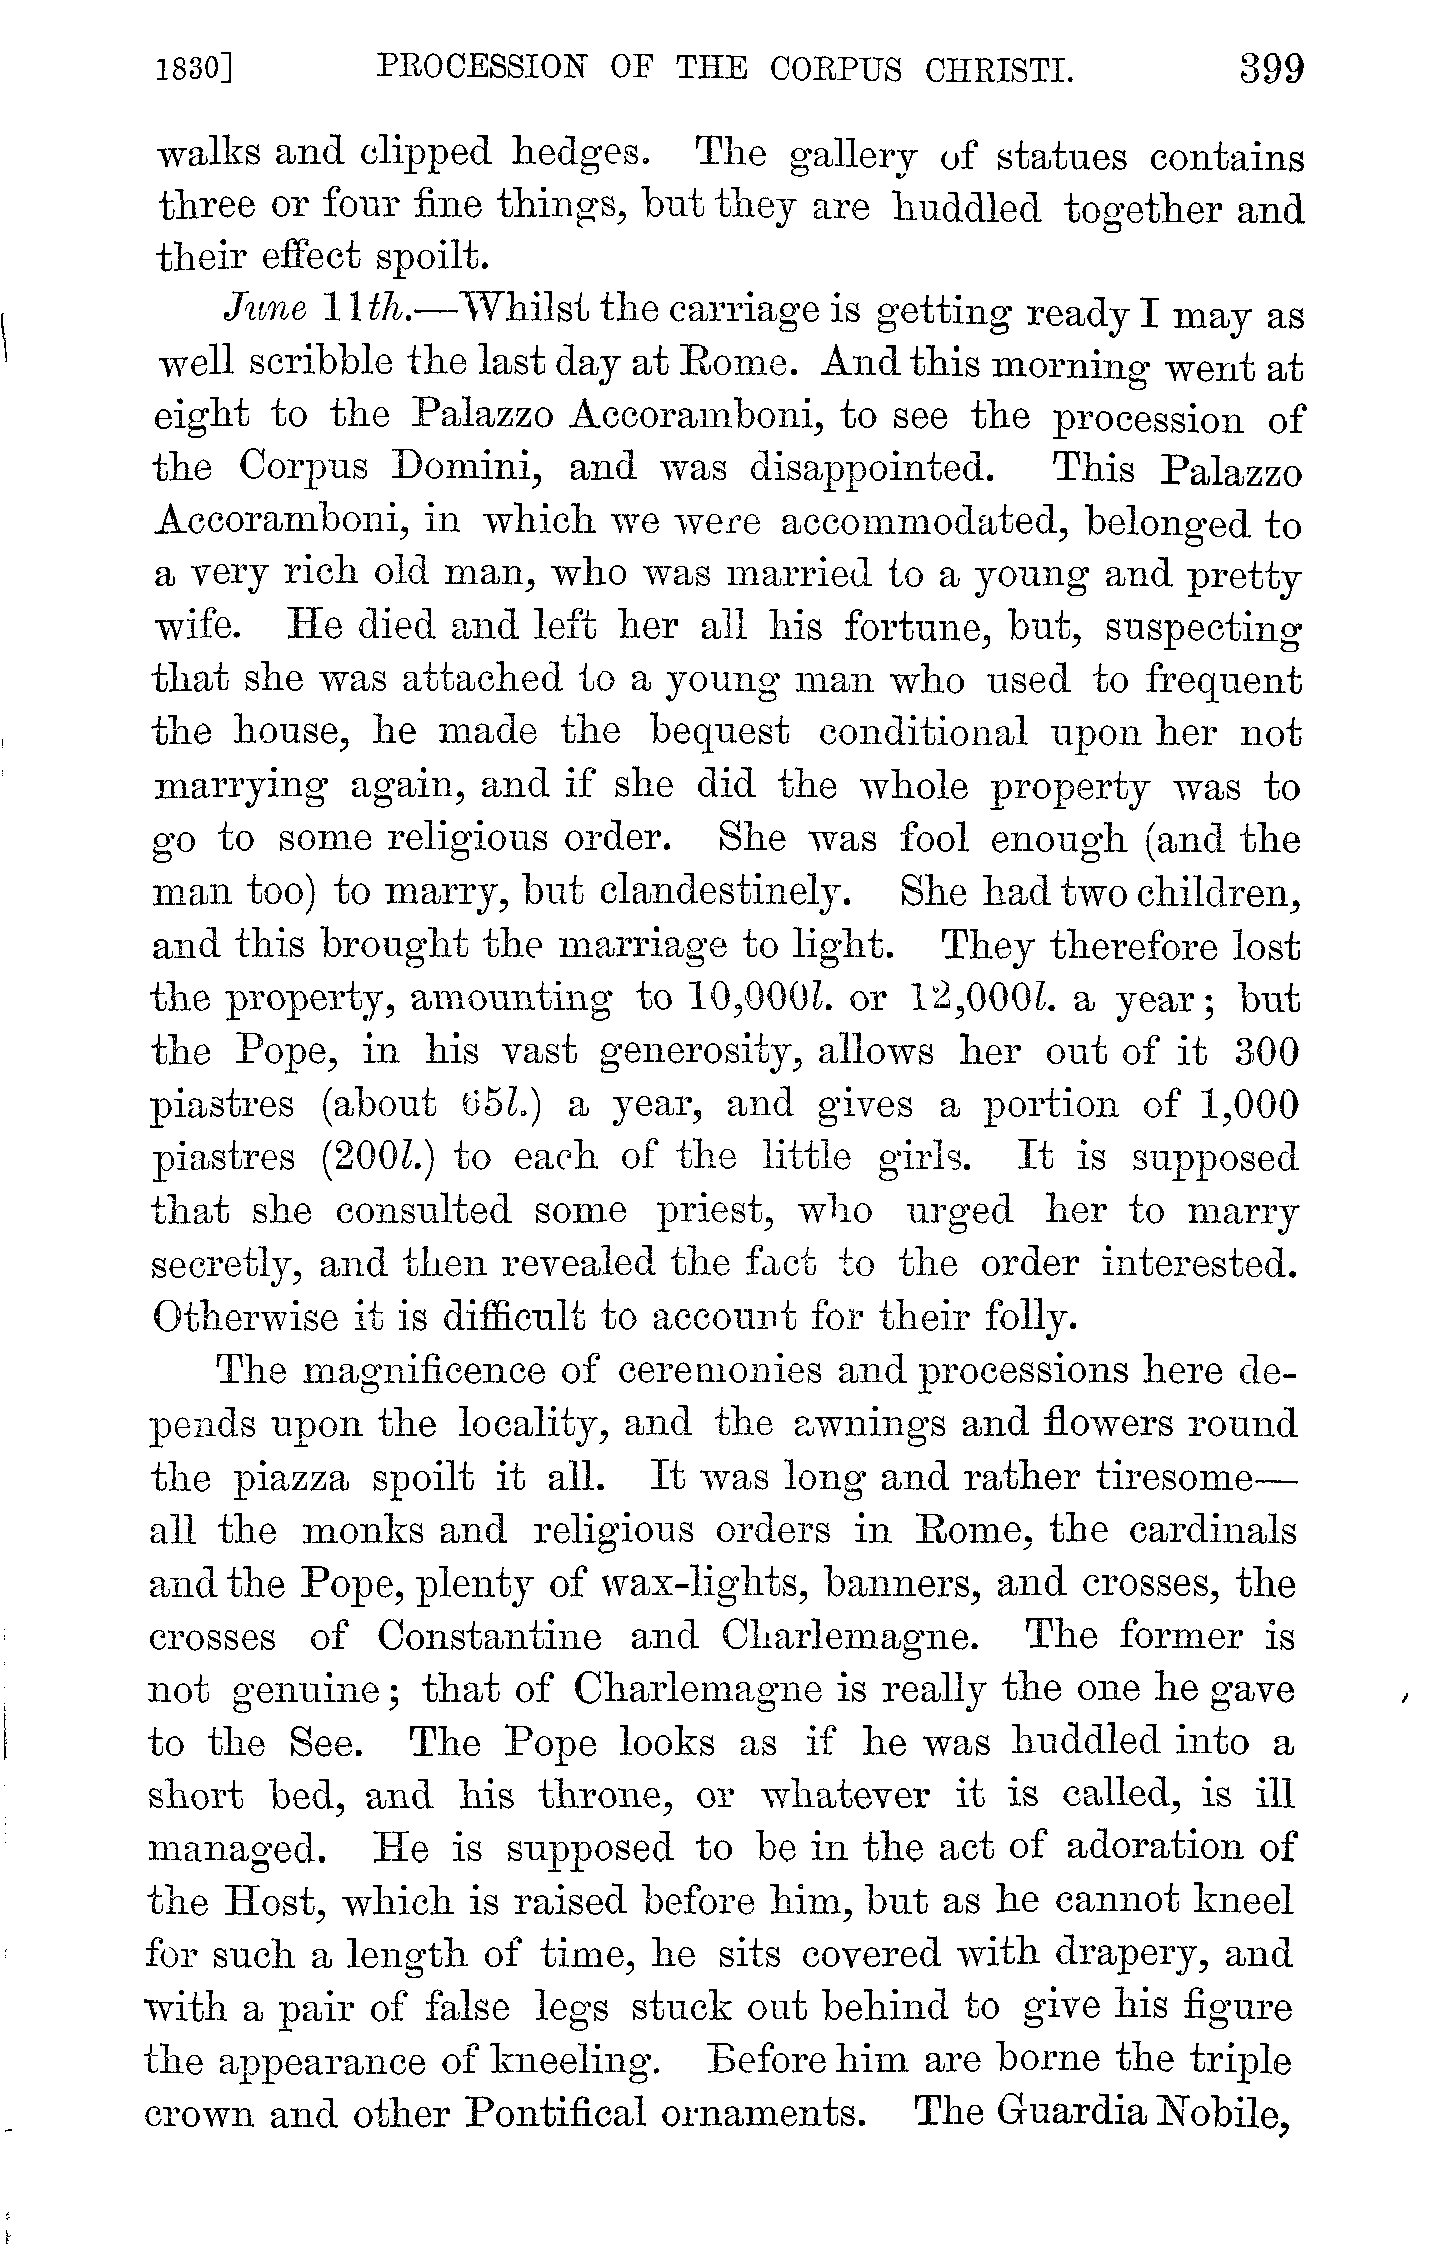 1830] PROCESSION OF THE CORPUS CHRISTI. 399
walks and clipped hedges. The gallery of statues contains
three or four fine things, but they are huddled together and
their effect spoilt.
June 11th.—Whilst the carriage is getting ready I may as
well scribble the last day at Rome. And this morning went at
eight to the Palazzo Accoramboni, to see the procession of
the Corpus Domini, and was disappointed. This Palazzo
Accoramboni, in which we were accommodated, belonged to
a very rich old man, who was married to a young and pretty
wife. He died and left her all his fortune, but, suspecting
that she was attached to a young man who used to frequent
the house, he made the bequest conditional upon her not
marrying again, and if she did the whole property was to
go to some religious order. She was fool enough (and the
man too) to marry, but clandestinely. She had two children,
and this brought the marriage to light. They therefore lost
the property, amounting to 10,000l. or 12,000l. a year; but
the Pope, in his vast generosity, allows her out of it 300
piastres (about 65l.) a year, and gives a portion of 1,000
piastres (200l.) to each of the little girls. It is supposed
that she consulted some priest, who urged her to marry
secretly, and then revealed the fact to the order interested.
Otherwise it is difficult to account for their folly.
The magnificence of ceremonies and processions here de-
pends upon the locality, and the awnings and flowers round
the piazza spoilt it all. It was long and rather tiresome—
all the monks and religious orders in Rome, the cardinals
and the Pope, plenty of wax-lights, banners, and crosses, the
crosses of Constantine and Charlemagne. The former is
not genuine; that of Charlemagne is really the one he gave
to the See. The Pope looks as if he was huddled into a
short bed, and his throne, or whatever it is called, is ill
managed. He is supposed to be in the act of adoration of
the Host, which is raised before him, but as he cannot kneel
for such a length of time, he sits covered with drapery, and
with a pair of false legs stuck out behind to give his figure
the appearance of kneeling. Before him are borne the triple
crown and other Pontifical ornaments. The Guardia Nobile,